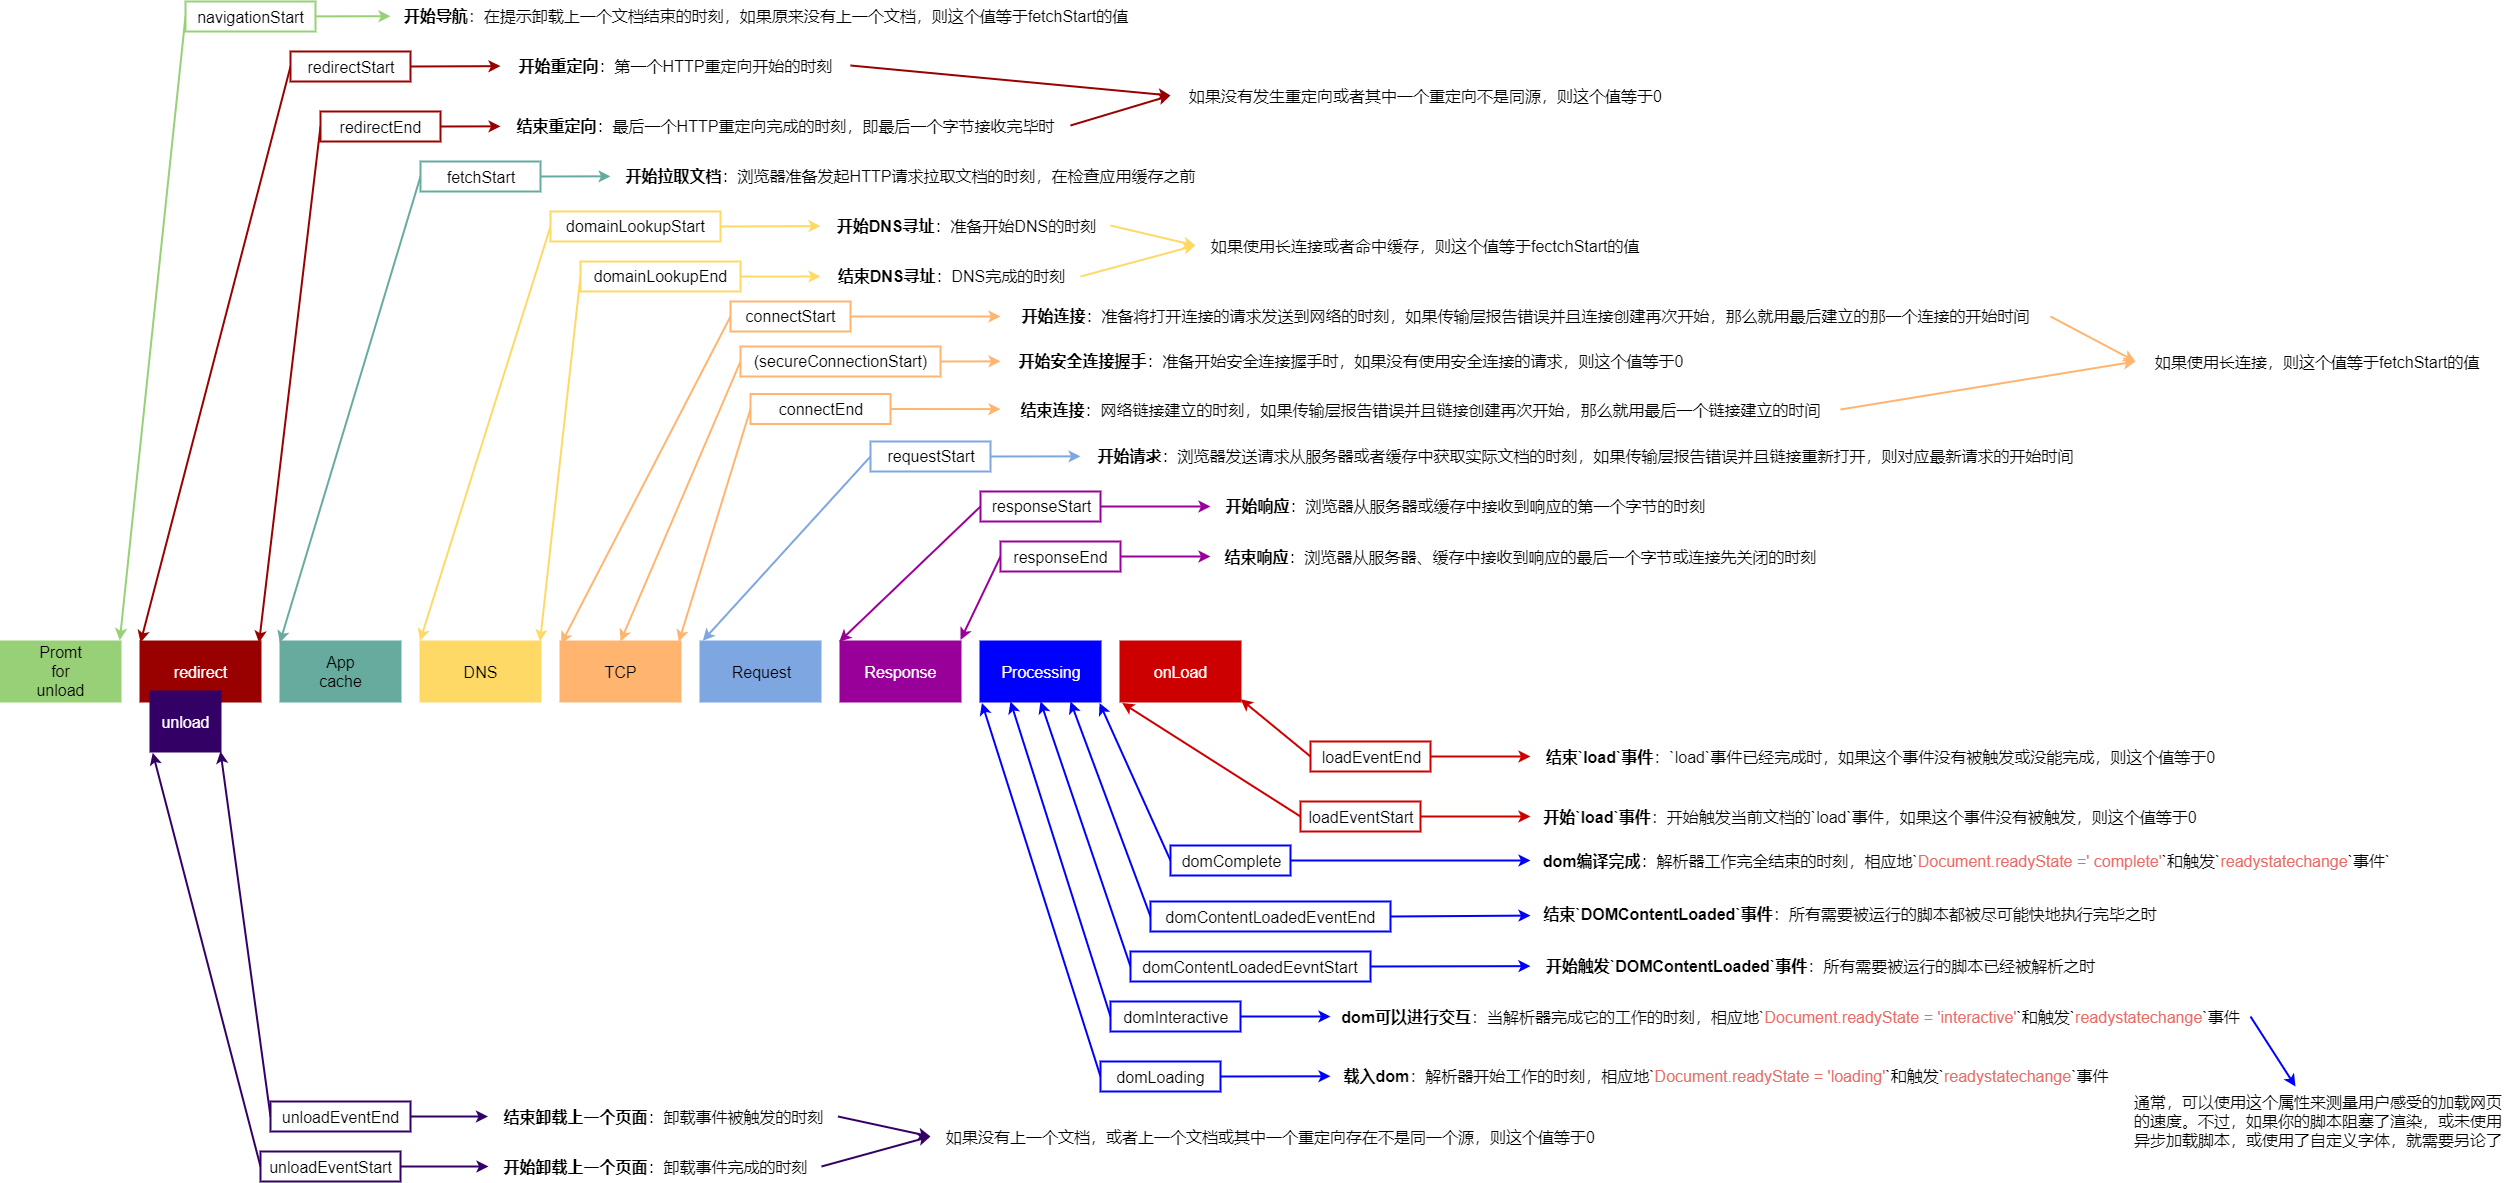 navigationStart
开始导航：在提示卸载上一个文档结束的时刻，如果原来没有上一个文档，则这个值等于fetchStart的值
redirectStart
开始重定向：第一个HTTP重定向开始的时刻
如果没有发生重定向或者其中一个重定向不是同源，则这个值等于0
redirectEnd
结束重定向：最后一个HTTP重定向完成的时刻，即最后一个字节接收完毕时
fetchStart
开始拉取文档：浏览器准备发起HTTP请求拉取文档的时刻，在检查应用缓存之前
domainLookupStart
开始DNS寻址：准备开始DNS的时刻
如果使用长连接或者命中缓存，则这个值等于fectchStart的值
domainLookupEnd
结束DNS寻址：DNS完成的时刻
connectStart
开始连接：准备将打开连接的请求发送到网络的时刻，如果传输层报告错误并且连接创建再次开始，那么就用最后建立的那一个连接的开始时间
(secureConnectionStart)
开始安全连接握手：准备开始安全连接握手时，如果没有使用安全连接的请求，则这个值等于0
如果使用长连接，则这个值等于fetchStart的值
connectEnd
结束连接：网络链接建立的时刻，如果传输层报告错误并且链接创建再次开始，那么就用最后一个链接建立的时间
requestStart
开始请求：浏览器发送请求从服务器或者缓存中获取实际文档的时刻，如果传输层报告错误并且链接重新打开，则对应最新请求的开始时间
responseStart
开始响应：浏览器从服务器或缓存中接收到响应的第一个字节的时刻
responseEnd
结束响应：浏览器从服务器、缓存中接收到响应的最后一个字节或连接先关闭的时刻
Promt
for
unload
redirect
App
cache
DNS
TCP
Request
Response
Processing
onLoad
unload
loadEventEnd
结束`load`事件：`load`事件已经完成时，如果这个事件没有被触发或没能完成，则这个值等于0
loadEventStart
开始`load`事件：开始触发当前文档的`load`事件，如果这个事件没有被触发，则这个值等于0
domComplete
dom编译完成：解析器工作完全结束的时刻，相应地`Document.readyState =' complete'`和触发`readystatechange`事件`
domContentLoadedEventEnd
结束`DOMContentLoaded`事件：所有需要被运行的脚本都被尽可能快地执行完毕之时
domContentLoadedEevntStart
开始触发`DOMContentLoaded`事件：所有需要被运行的脚本已经被解析之时
domInteractive
dom可以进行交互：当解析器完成它的工作的时刻，相应地`Document.readyState = 'interactive'`和触发`readystatechange`事件
domLoading
载入dom：解析器开始工作的时刻，相应地`Document.readyState = 'loading'`和触发`readystatechange`事件
通常，可以使用这个属性来测量用户感受的加载网页
的速度。不过，如果你的脚本阻塞了渲染，或未使用
异步加载脚本，或使用了自定义字体，就需要另论了
unloadEventEnd
结束卸载上一个页面：卸载事件被触发的时刻
如果没有上一个文档，或者上一个文档或其中一个重定向存在不是同一个源，则这个值等于0
unloadEventStart
开始卸载上一个页面：卸载事件完成的时刻